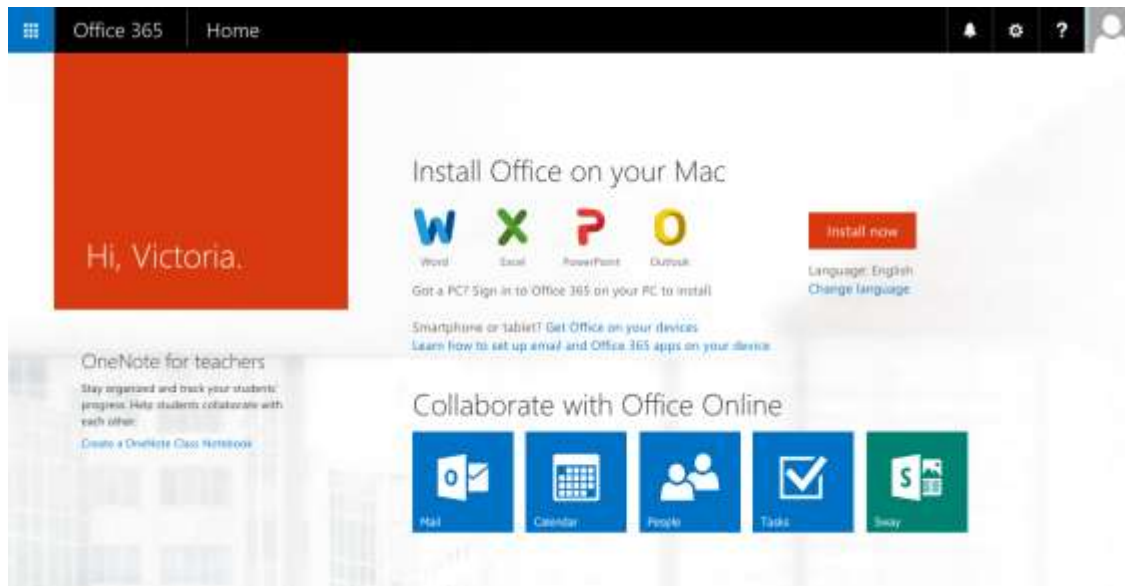 Office 365 Home ?
Hi, Victoria.
OneNote for teachers
Stay organized and track your students'
progress. Help students collaborate with
each other.
Create a OneNote Class Notebook
Install Office on your Mac
Word Excel PowerPoint Outlook
Got a PC? Sign in to Office 365 on your PC to install
Smartphone or tablet? Get Office on your devices
Learn how to set up email and Office 365 apps on your device
Install now
Language: English
Change language
Collaborate with Office Online
Mail Calendar People Tasks Sway